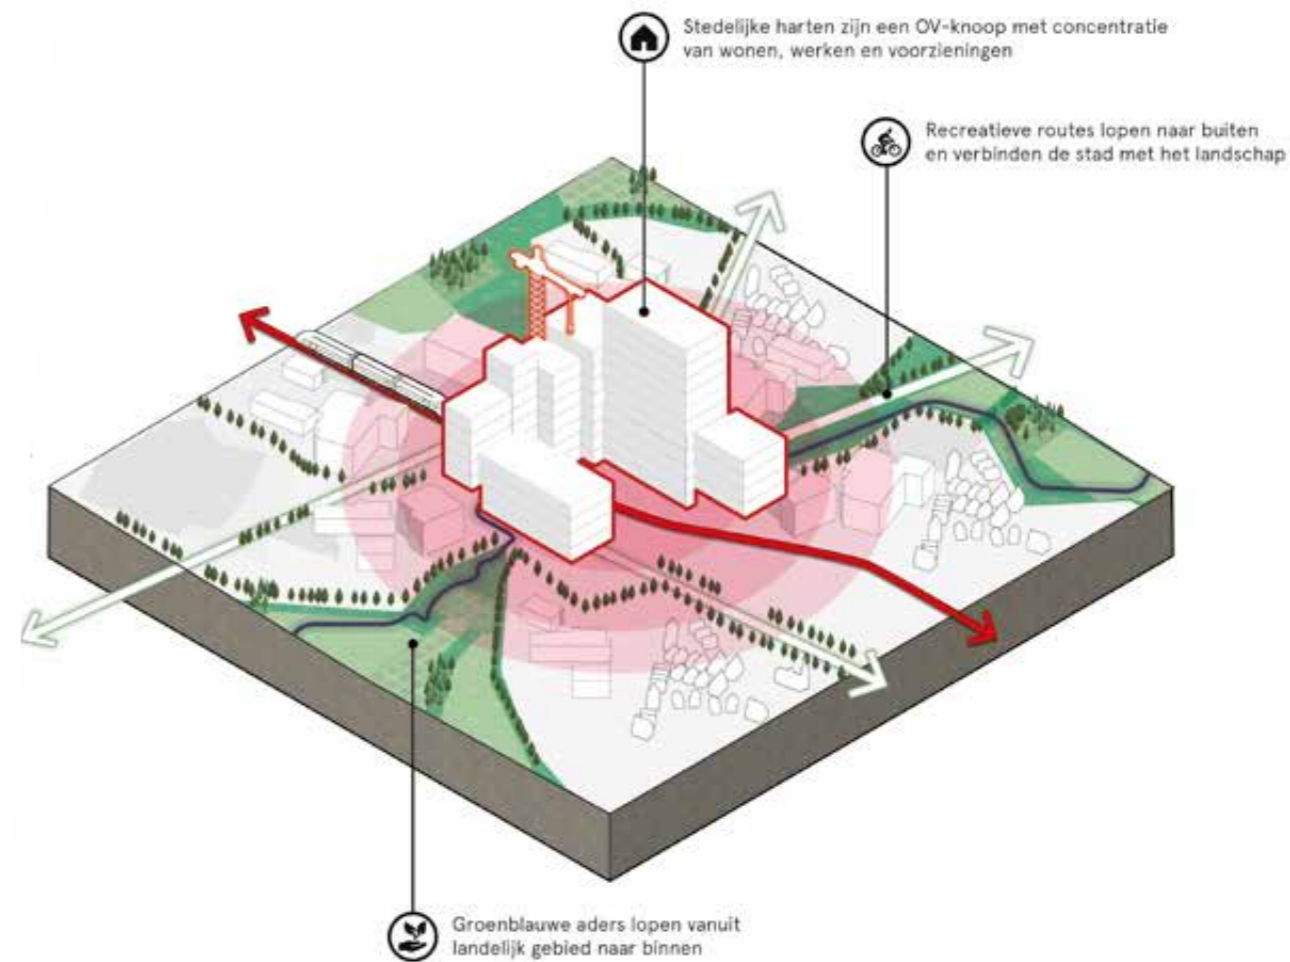 Stedelijke harten zijn een OV-knoop met concentratie
van wonen, werken en voorzieningen
Recreatieve routes lopen naar buiten
en verbinden de stad met het landschap
Groenblauwe aders lopen vanuit
landelijk gebied naar binnen